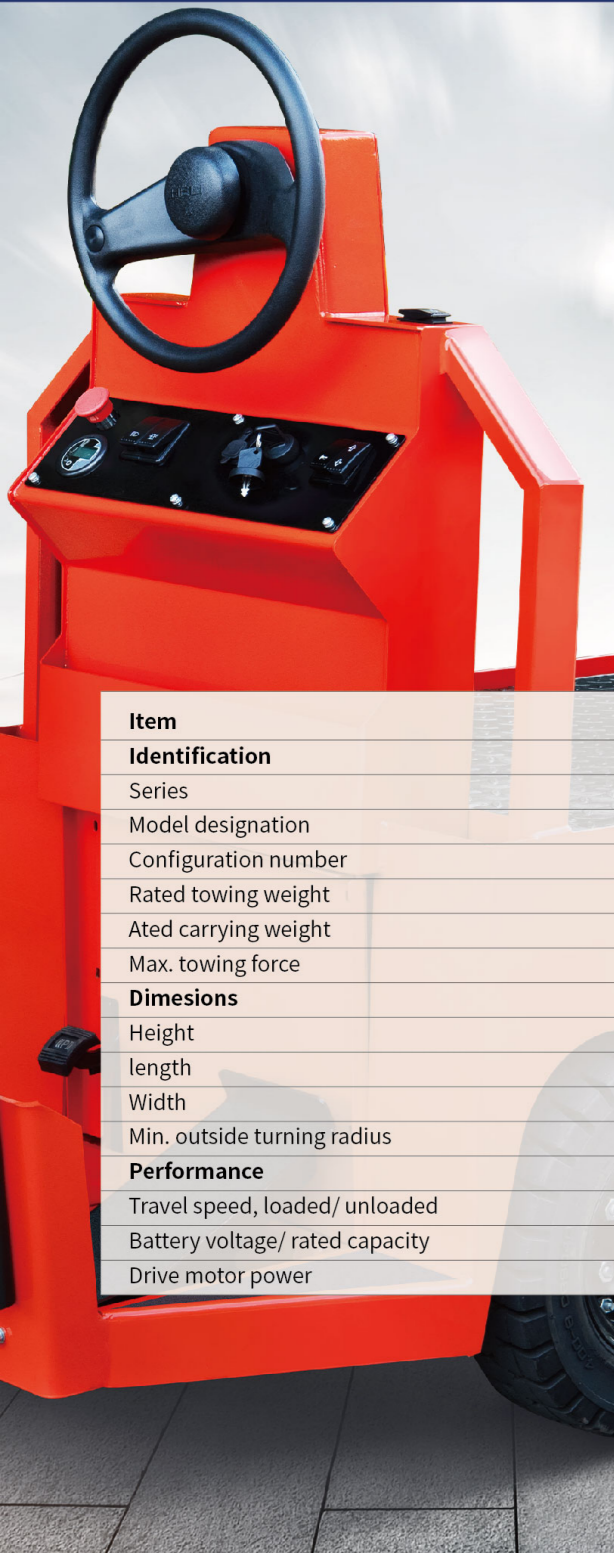 HELI
Item
Identification
Series
Model designation
Configuration number
Rated towing weight
Ated carrying weight
Max. towing force
Dimesions
Height
length
Width
Min. outside turning radius
Performance
Travel speed, loaded/ unloaded
Battery voltage/ rated capacity
Drive motor power